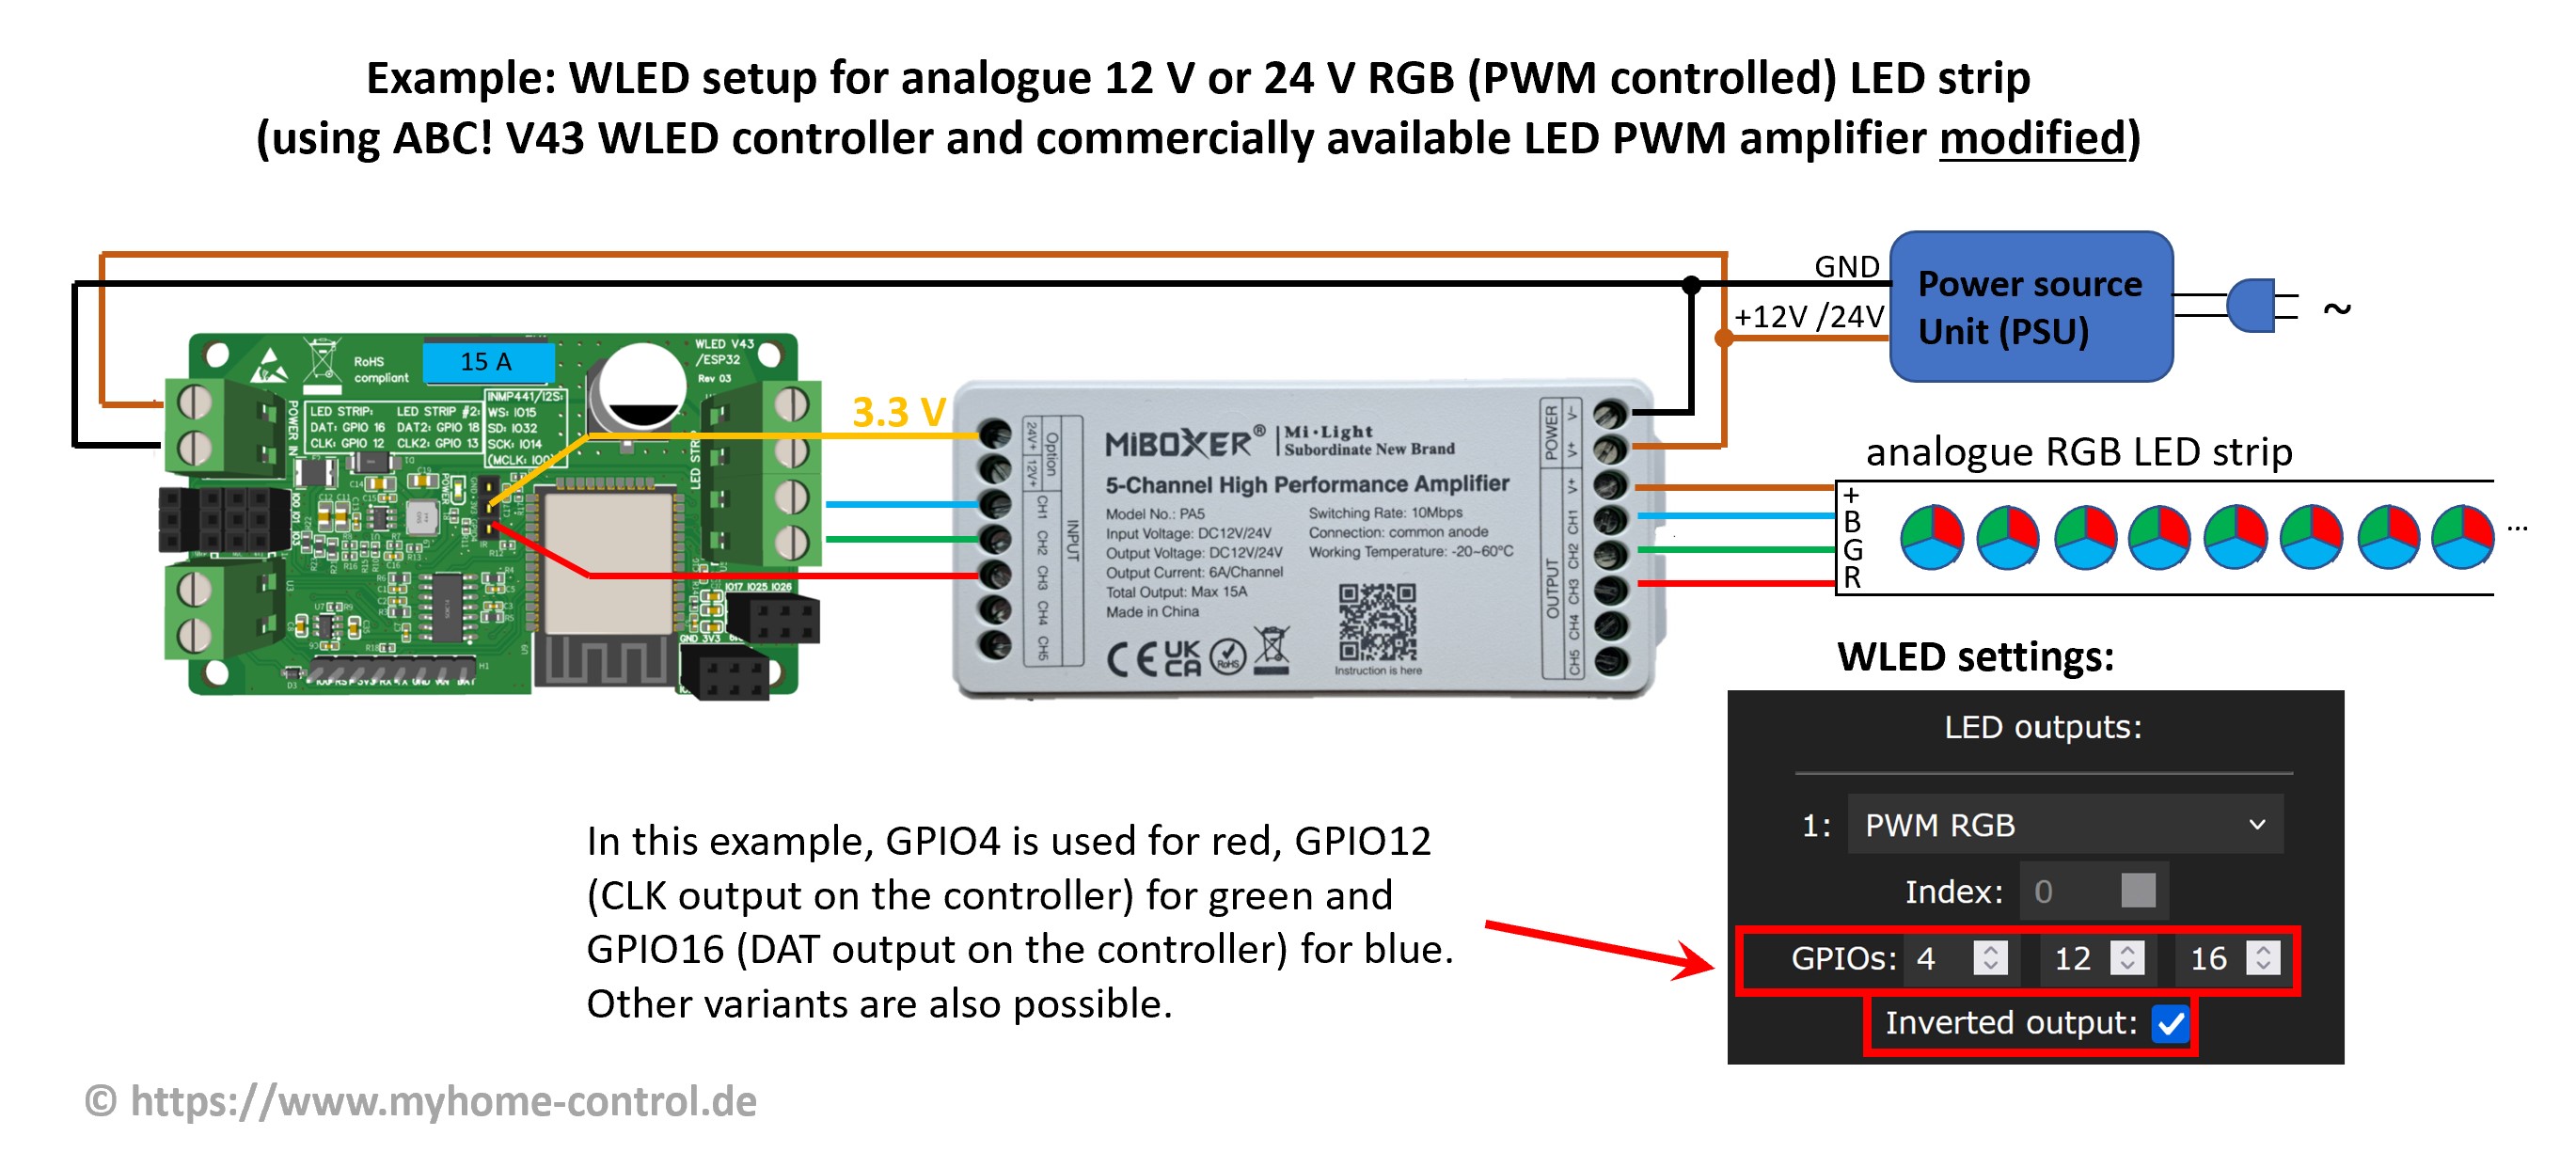 Example: WLED setup for analogue 12 V or 24 V RGB (PWM controlled) LED strip
(using ABC! V43 WLED controller and commercially available LED PWM amplifier modified)
GND
+12V /24V
Power source
Unit (PSU)
~
15 A
RoHS
compliant
WLED V43
/ESP32
Rev 03
POWER IN
LED STRIP:
DAT: GPIO 16
CLK: GPIO 12
LED STRIP #2:
DAT2: GPIO 18
CLK2: GPIO 13
INMP441/I2S:
WS: IO15
SD: IO32
SCK: IO14
(MCLK: IO0)
LED STRIP
IO17 IO25 IO26
GND 3V3
H1
D3
U9
3.3 V
24V+ 12V+
Option
CH1 CH2 CH3 CH4 CH5
INPUT
MiBOXER®
Mi•Light
Subordinate New Brand
5-Channel High Performance Amplifier
Model No.: PA5
Input Voltage: DC12V/24V
Output Voltage: DC12V/24V
Output Current: 6A/Channel
Total Output: Max 15A
Made in China
Switching Rate: 10Mbps
Connection: common anode
Working Temperature: -20~60°C
CE
UK
CA
RoHS
Instruction is here
POWER
V- V+
OUTPUT
V+ CH1 CH2 CH3 CH4 CH5
analogue RGB LED strip
+
B
G
R
...
WLED settings:
LED outputs:
1: PWM RGB
Index: 0
GPIOs: 4 12 16
Inverted output:
In this example, GPIO4 is used for red, GPIO12
(CLK output on the controller) for green and
GPIO16 (DAT output on the controller) for blue.
Other variants are also possible.
© https://www.myhome-control.de